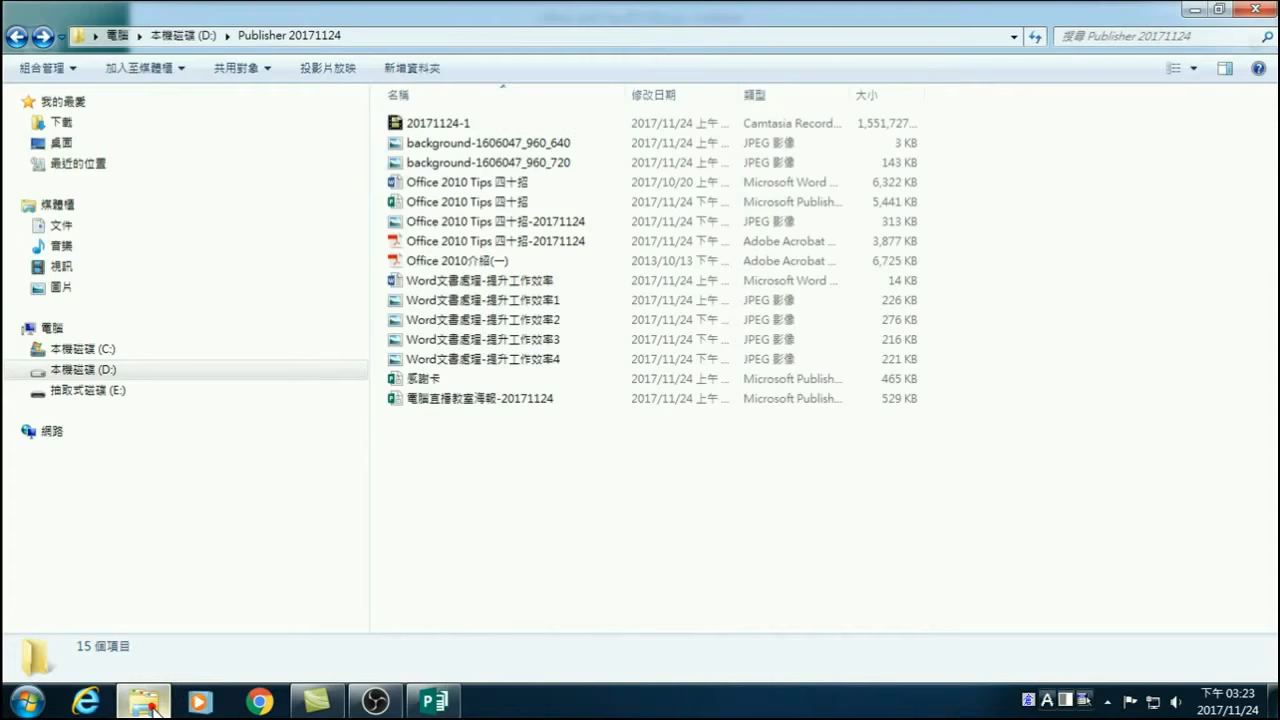 電腦 本機磁碟 (D:) Publisher 20171124
搜尋 Publisher 20171124
組合管理 加入至媒體櫃 共用對象 投影片放映 新增資料夾
我的最愛
下載
桌面
最近的位置
媒體櫃
文件
音樂
視訊
圖片
電腦
本機磁碟 (C:)
本機磁碟 (D:)
抽取式磁碟 (E:)
網路
名稱 修改日期 類型 大小
20171124-1 2017/11/24 上午 ... Camtasia Record... 1,551,727...
background-1606047_960_640 2017/11/24 上午 ... JPEG 影像 3 KB
background-1606047_960_720 2017/11/24 上午 ... JPEG 影像 143 KB
Office 2010 Tips 四十招 2017/10/20 上午 ... Microsoft Word ... 6,322 KB
Office 2010 Tips 四十招 2017/11/24 上午 ... Microsoft Publish... 5,441 KB
Office 2010 Tips 四十招-20171124 2017/11/24 下午 ... JPEG 影像 313 KB
Office 2010 Tips 四十招-20171124 2017/11/24 下午 ... Adobe Acrobat ... 3,877 KB
Office 2010介紹(一) 2013/10/13 下午 ... Adobe Acrobat ... 6,725 KB
Word文書處理-提升工作效率 2017/11/24 上午 ... Microsoft Word ... 14 KB
Word文書處理-提升工作效率1 2017/11/24 上午 ... JPEG 影像 226 KB
Word文書處理-提升工作效率2 2017/11/24 上午 ... JPEG 影像 276 KB
Word文書處理-提升工作效率3 2017/11/24 上午 ... JPEG 影像 216 KB
Word文書處理-提升工作效率4 2017/11/24 上午 ... JPEG 影像 221 KB
感謝卡 2017/11/24 上午 ... Microsoft Publish... 465 KB
電腦直播教室海報-20171124 2017/11/24 上午 ... Microsoft Publish... 529 KB
15 個項目
下午 03:23
2017/11/24